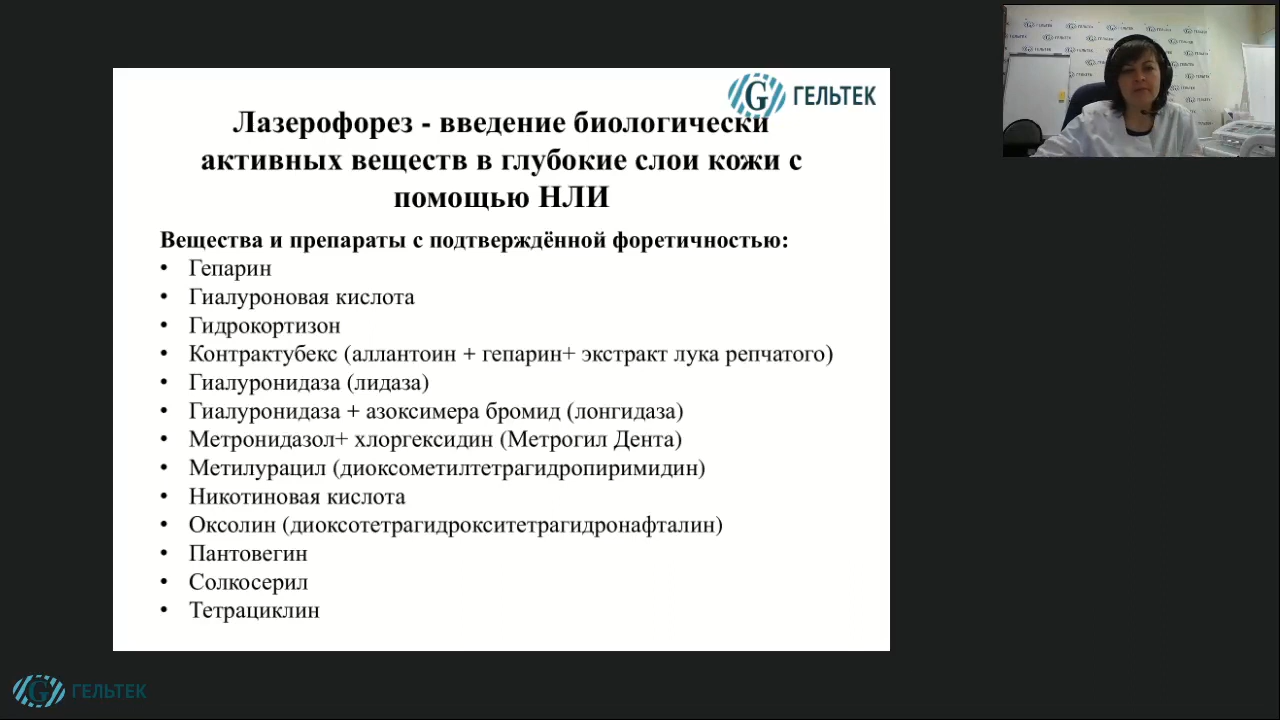 ГЕЛЬТЕК
Лазерофорез - введение биологически
активных веществ в глубокие слои кожи с
помощью НЛИ
Вещества и препараты с подтверждённой форетичностью:
• Гепарин
• Гиалуроновая кислота
• Гидрокортизон
• Контрактубекс (аллантоин + гепарин+ экстракт лука репчатого)
• Гиалуронидаза (лидаза)
• Гиалуронидаза + азоксимера бромид (лонгидаза)
• Метронидазол+ хлоргексидин (Метрогил Дента)
• Метилурацил (диоксометилтетрагидропиримидин)
• Никотиновая кислота
• Оксолин (диоксотетрагидрокситетрагидронафталин)
• Пантовегин
• Солкосерил
• Тетрациклин
ГЕЛЬТЕК